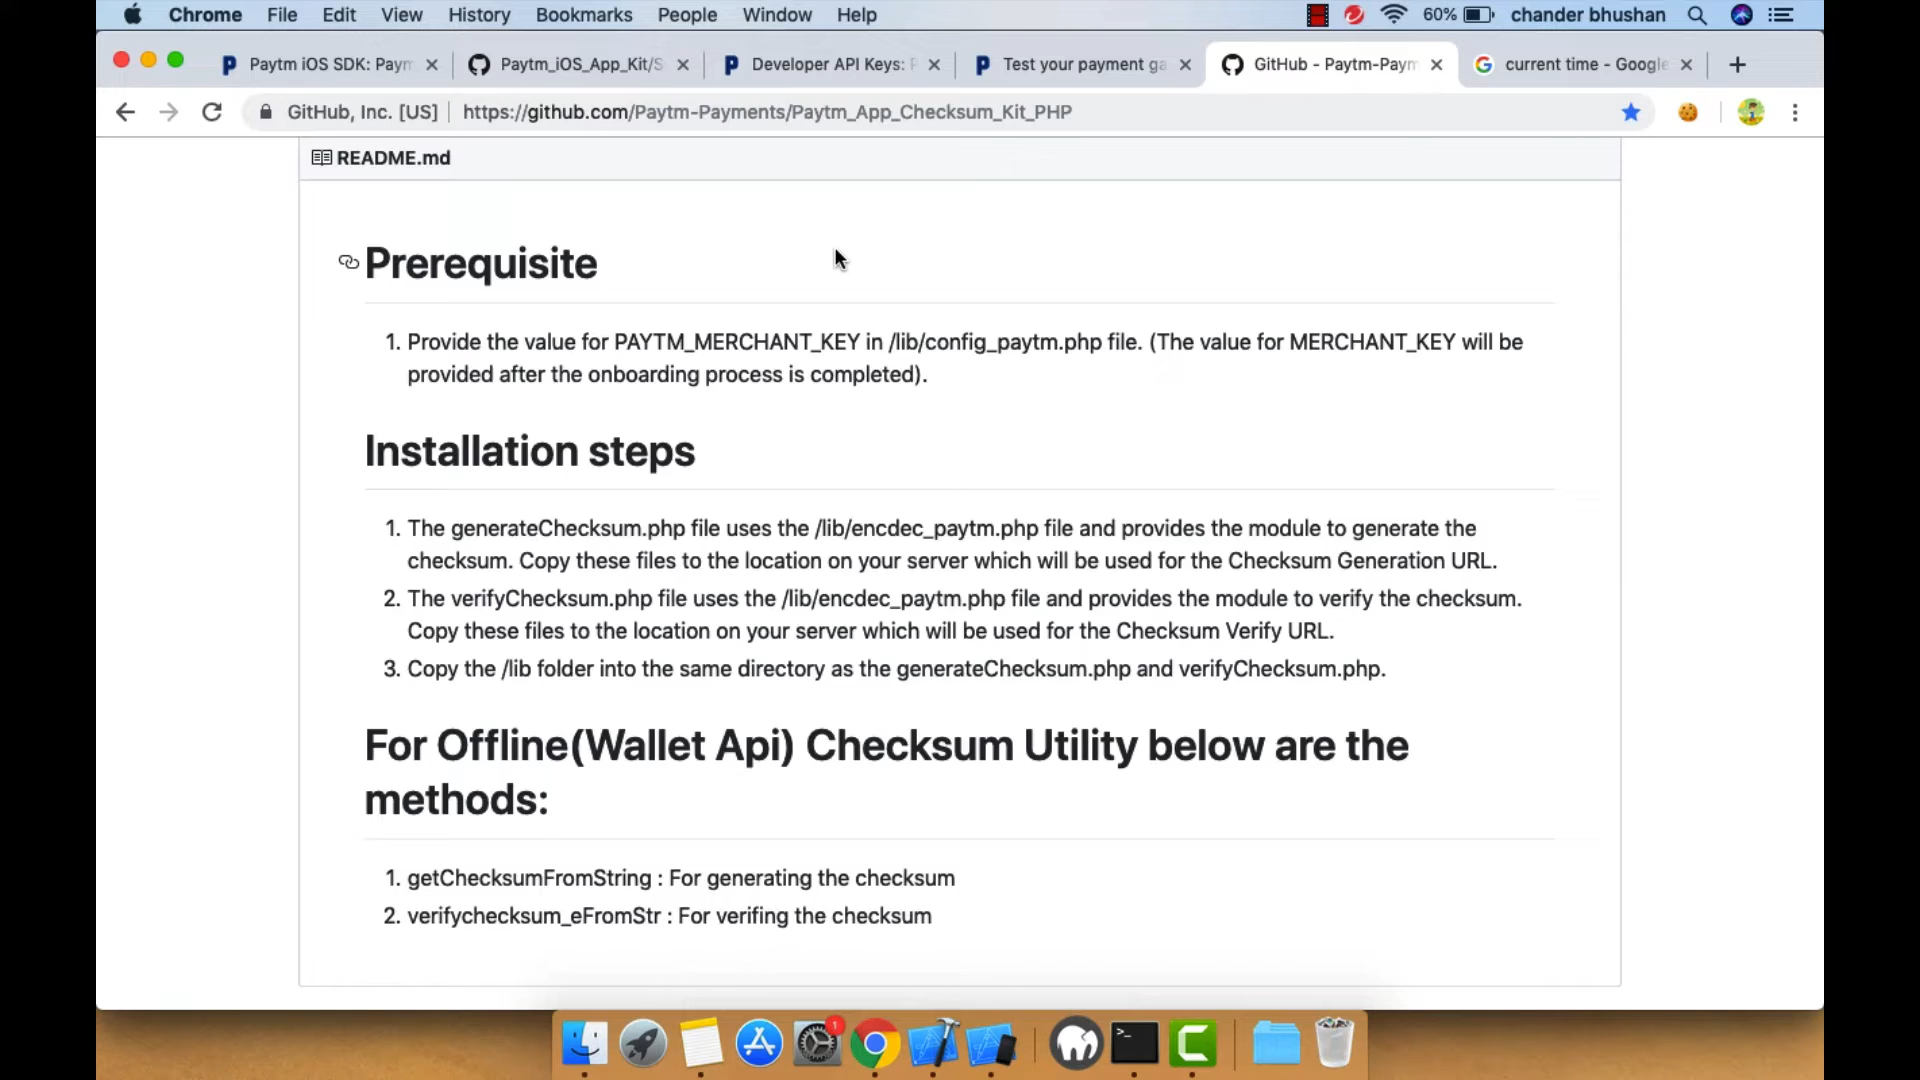 Chrome File Edit View History Bookmarks People Window Help 60% chander bhushan
Paytm iOS SDK: Paym Paytm_iOS_App_Kit/S Developer API Keys: P Test your payment ga GitHub - Paytm-Paym current time - Google
GitHub, Inc. [US] https://github.com/Paytm-Payments/Paytm_App_Checksum_Kit_PHP
README.md
Prerequisite
1. Provide the value for PAYTM_MERCHANT_KEY in /lib/config_paytm.php file. (The value for MERCHANT_KEY will be
provided after the onboarding process is completed).
Installation steps
1. The generateChecksum.php file uses the /lib/encdec_paytm.php file and provides the module to generate the
checksum. Copy these files to the location on your server which will be used for the Checksum Generation URL.
2. The verifyChecksum.php file uses the /lib/encdec_paytm.php file and provides the module to verify the checksum.
Copy these files to the location on your server which will be used for the Checksum Verify URL.
3. Copy the /lib folder into the same directory as the generateChecksum.php and verifyChecksum.php.
For Offline(Wallet Api) Checksum Utility below are the
methods:
1. getChecksumFromString : For generating the checksum
2. verifychecksum_eFromStr : For verifing the checksum
1